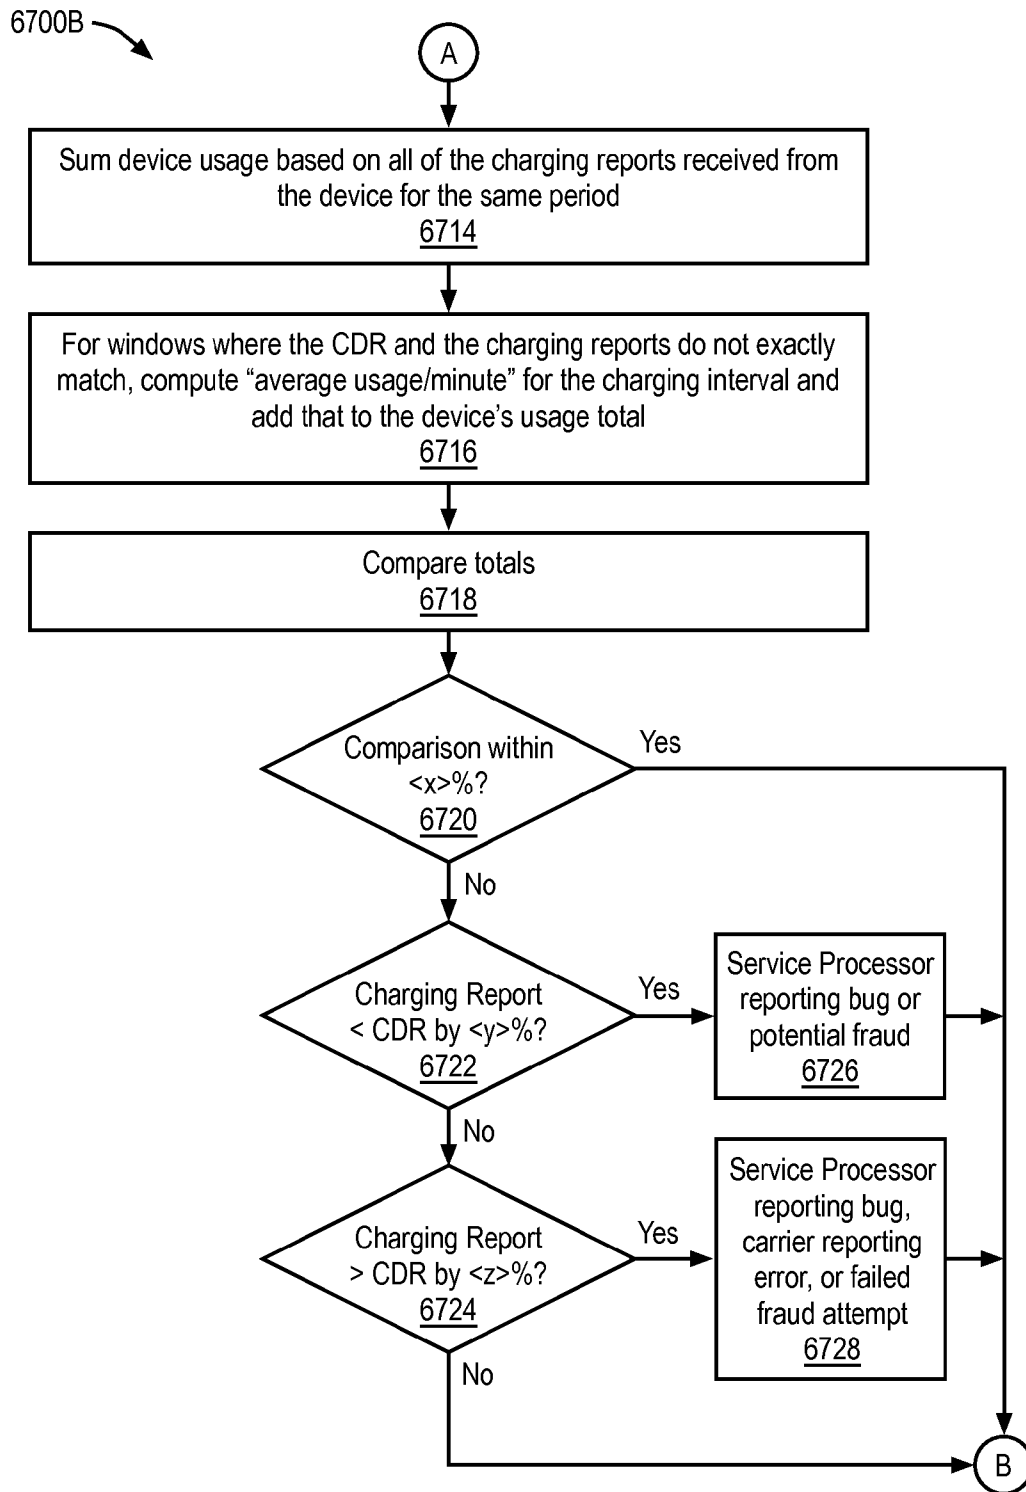 6700B
A
Sum device usage based on all of the charging reports received from
the device for the same period
6714
For windows where the CDR and the charging reports do not exactly
match, compute “average usage/minute” for the charging interval and
add that to the device’s usage total
6716
Compare totals
6718
Comparison within
<x>%?
6720
Yes
No
Charging Report
< CDR by <y>%?
6722
Yes
Service Processor
reporting bug or
potential fraud
6726
No
Charging Report
> CDR by <z>%?
6724
Yes
Service Processor
reporting bug,
carrier reporting
error, or failed
fraud attempt
6728
No
B